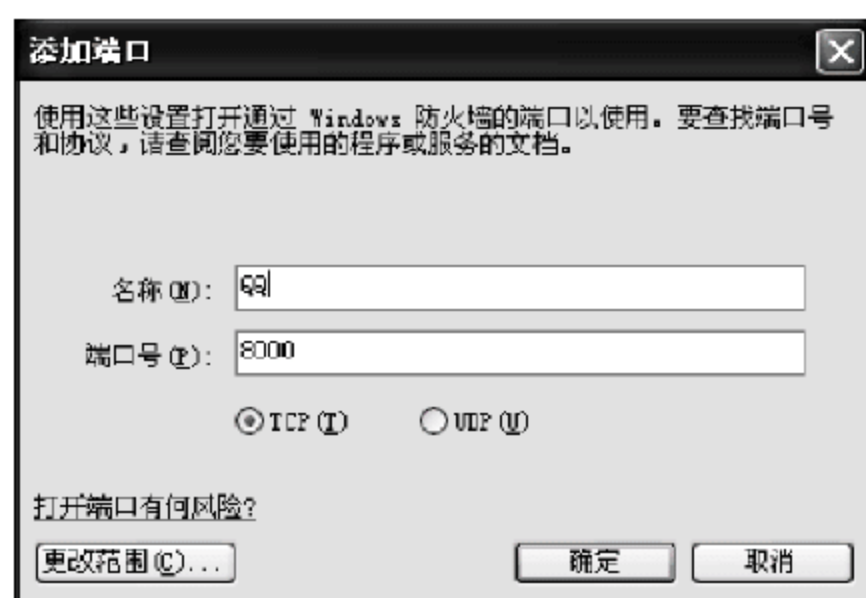 添加端口
使用这些设置打开通过 Windows 防火墙的端口以使用。要查找端口号
和协议，请查阅您要使用的程序或服务的文档。
名称(N): QQ
端口号(P): 8000
TCP(T) UDP(U)
打开端口有何风险?
更改范围(C)... 确定 取消